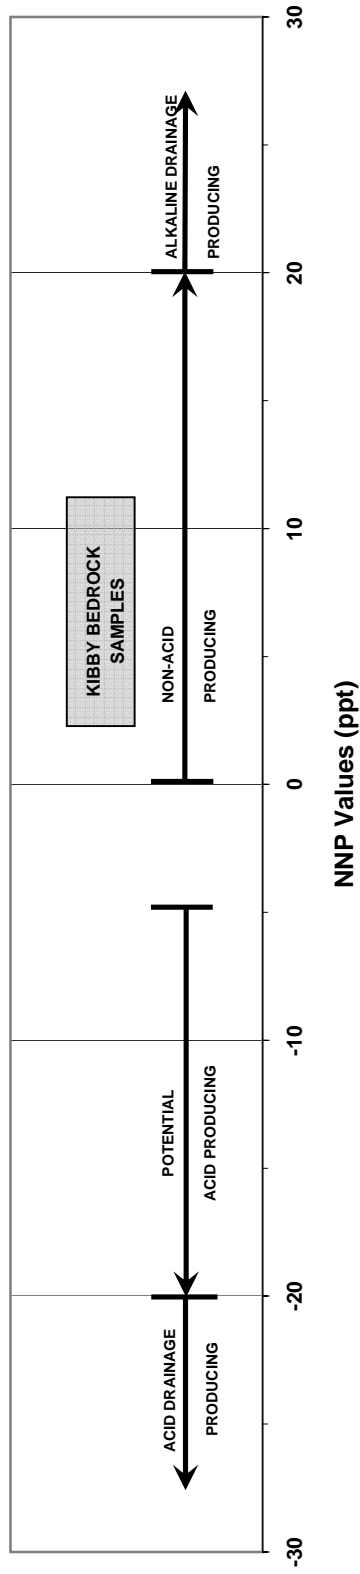 KIBBY BEDROCK
SAMPLES
ACID DRAINAGE
PRODUCING
POTENTIAL
ACID PRODUCING
NON-ACID
PRODUCING
ALKALINE DRAINAGE
PRODUCING
-30
-20
-10
0
10
20
30
NNP Values (ppt)